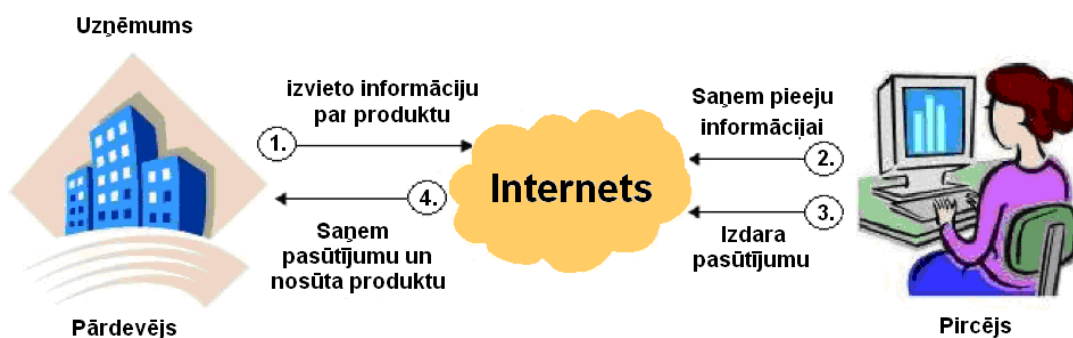 Uzņēmums
izvieto informāciju
par produktu
1.
Saņem pieeju
informācijai
2.
Internets
4.
Saņem
pasūtījumu un
nosūta produktu
3.
Izdara
pasūtījumu
Pārdevējs
Pircējs